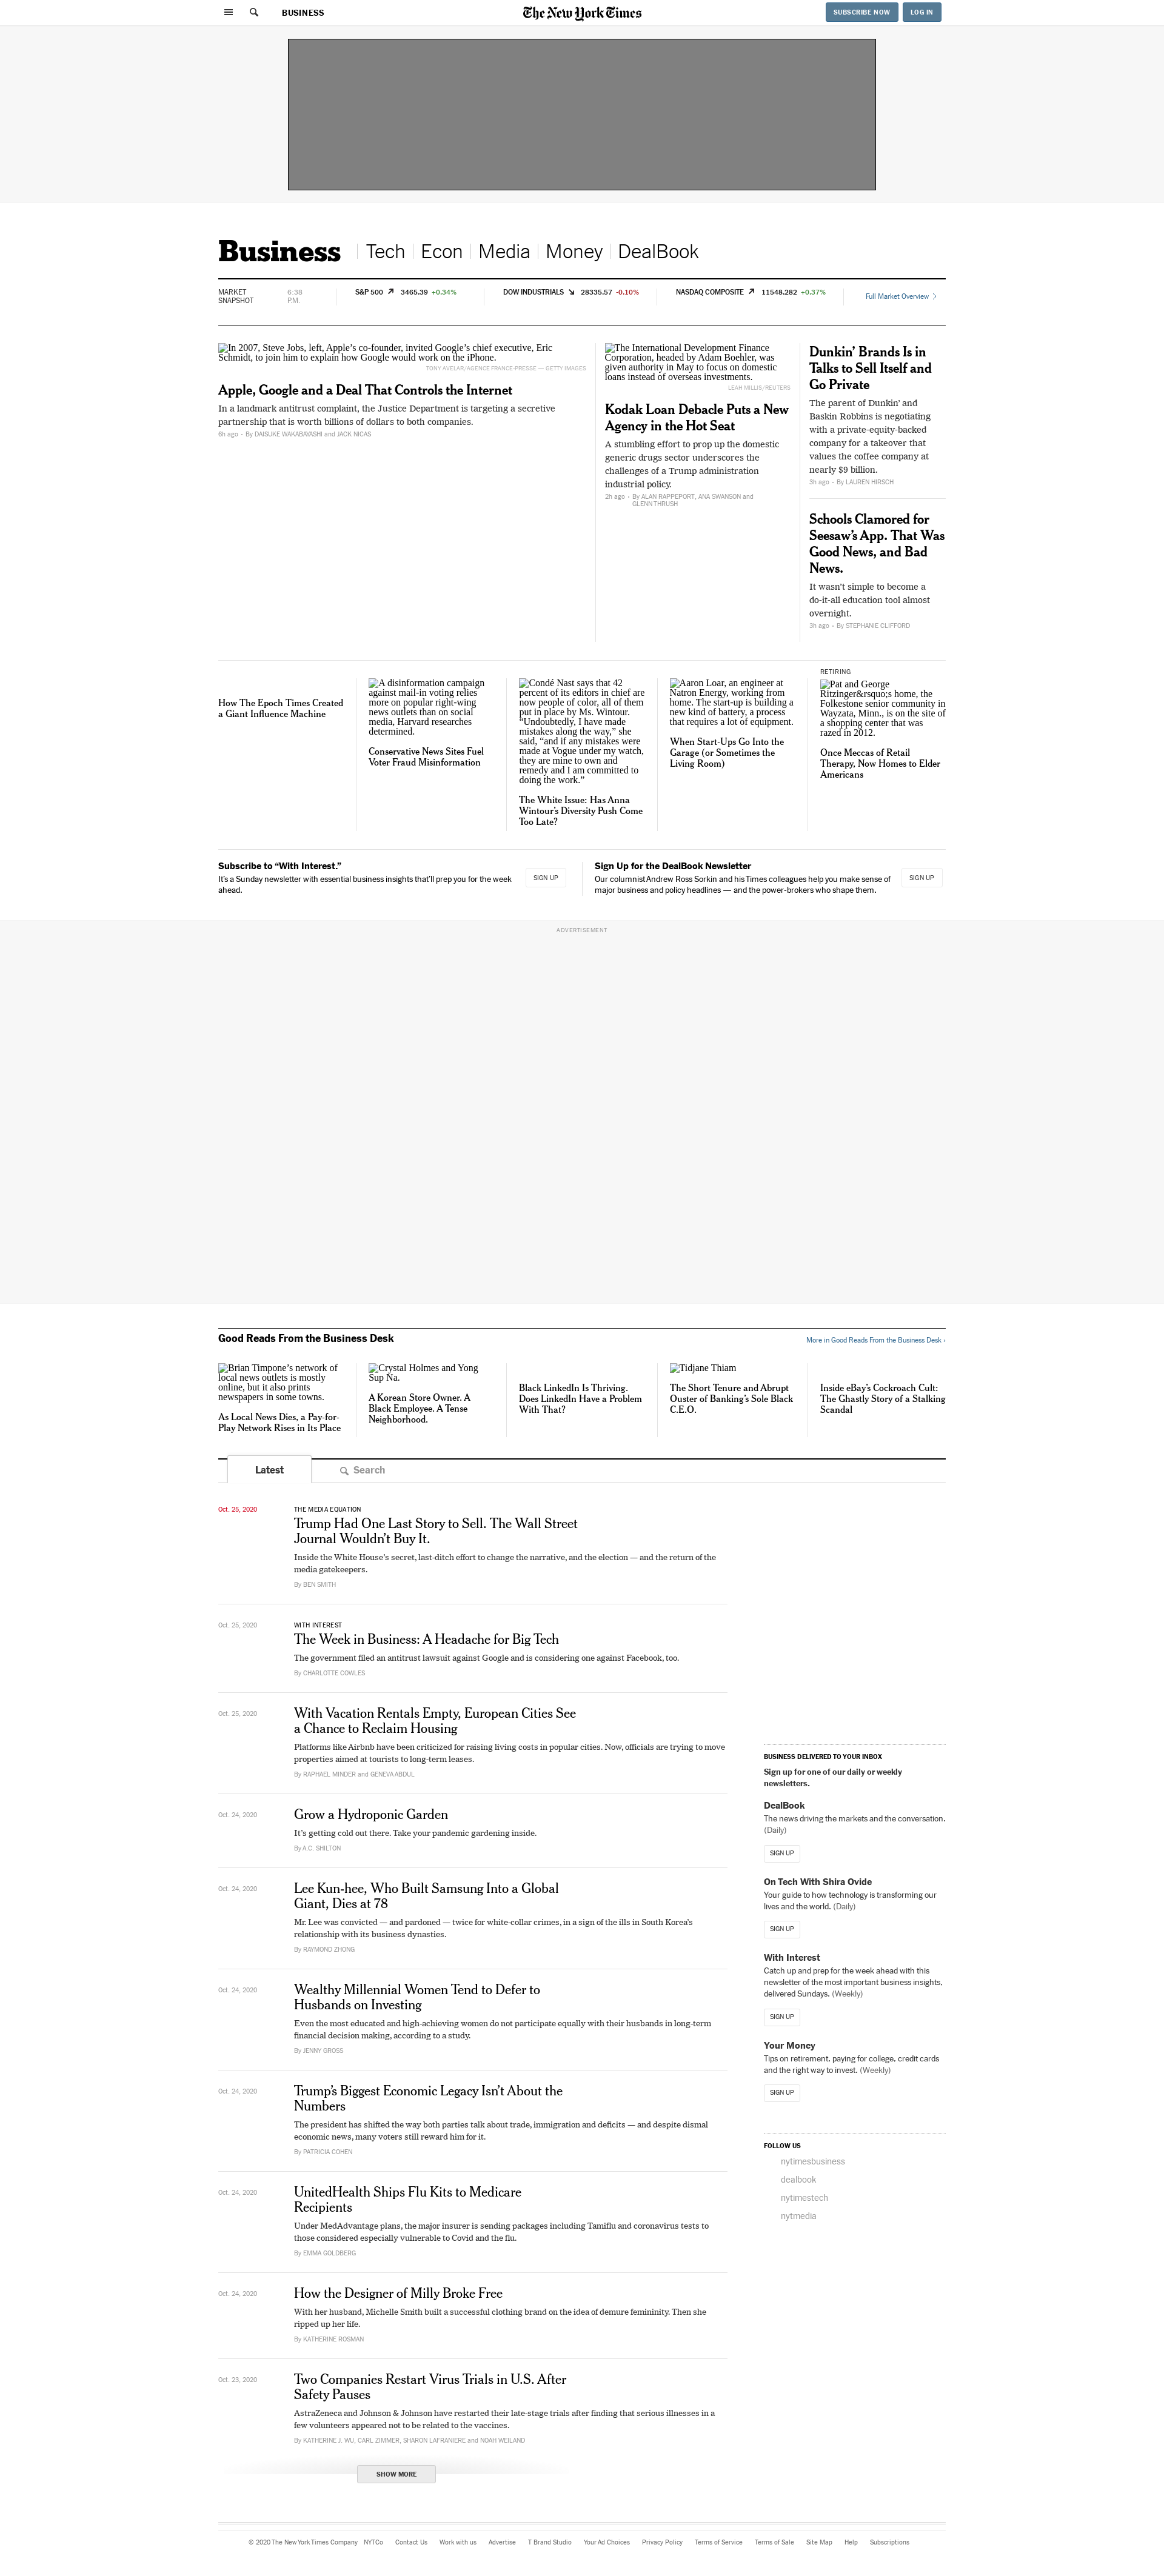 BUSINESS
The New York Times
SUBSCRIBE NOW
LOG IN
Business
Tech
Econ
Media
Money
DealBook
MARKET
SNAPSHOT
6:38
P.M.
S&P 500 3465.39 +0.34%
DOW INDUSTRIALS 28335.57 -0.10%
NASDAQ COMPOSITE 11548.282 +0.37%
Full Market Overview
In 2007, Steve Jobs, left, Apple’s co-founder, invited Google’s chief executive, Eric
Schmidt, to join him to explain how Google would work on the iPhone.
TONY AVELAR/AGENCE FRANCE-PRESSE — GETTY IMAGES
Apple, Google and a Deal That Controls the Internet
In a landmark antitrust complaint, the Justice Department is targeting a secretive
partnership that is worth billions of dollars to both companies.
6h ago • By DAISUKE WAKABAYASHI and JACK NICAS
The International Development Finance
Corporation, headed by Adam Boehler, was
given authority in May to focus on domestic
loans instead of overseas investments.
LEAH MILLIS/REUTERS
Kodak Loan Debacle Puts a New
Agency in the Hot Seat
A stumbling effort to prop up the domestic
generic drugs sector underscores the
challenges of a Trump administration
industrial policy.
2h ago • By ALAN RAPPEPORT, ANA SWANSON and
GLENN THRUSH
Dunkin’ Brands Is in
Talks to Sell Itself and
Go Private
The parent of Dunkin’ and
Baskin Robbins is negotiating
with a private-equity-backed
company for a takeover that
values the coffee company at
nearly $9 billion.
3h ago • By LAUREN HIRSCH
Schools Clamored for
Seesaw’s App. That Was
Good News, and Bad
News.
It wasn’t simple to become a
do-it-all education tool almost
overnight.
3h ago • By STEPHANIE CLIFFORD
How The Epoch Times Created
a Giant Influence Machine
A disinformation campaign
against mail-in voting relies
more on popular right-wing
news outlets than on social
media, Harvard researches
determined.
Conservative News Sites Fuel
Voter Fraud Misinformation
Condé Nast says that 42
percent of its editors in chief are
now people of color, all of them
put in place by Ms. Wintour.
“Undoubtedly, I have made
mistakes along the way,” she
said, “and if any mistakes were
made at Vogue under my watch,
they are mine to own and
remedy and I am committed to
doing the work.”
The White Issue: Has Anna
Wintour’s Diversity Push Come
Too Late?
Aaron Loar, an engineer at
Natron Energy, working from
home. The start-up is building a
new kind of battery, a process
that requires a lot of equipment.
When Start-Ups Go Into the
Garage (or Sometimes the
Living Room)
RETIRING
Pat and George
Ritzinger&rsquo;s home, the
Folkestone senior community in
Wayzata, Minn., is on the site of
a shopping center that was
razed in 2012.
Once Meccas of Retail
Therapy, Now Homes to Elder
Americans
Subscribe to “With Interest.”
It’s a Sunday newsletter with essential business insights that’ll prep you for the week
ahead.
SIGN UP
Sign Up for the DealBook Newsletter
Our columnist Andrew Ross Sorkin and his Times colleagues help you make sense of
major business and policy headlines — and the power-brokers who shape them.
SIGN UP
ADVERTISEMENT
Good Reads From the Business Desk
More in Good Reads From the Business Desk ›
Brian Timpone’s network of
local news outlets is mostly
online, but it also prints
newspapers in some towns.
As Local News Dies, a Pay-for-
Play Network Rises in Its Place
Crystal Holmes and Yong
Sup Na.
A Korean Store Owner. A
Black Employee. A Tense
Neighborhood.
Black LinkedIn Is Thriving.
Does LinkedIn Have a Problem
With That?
Tidjane Thiam
The Short Tenure and Abrupt
Ouster of Banking’s Sole Black
C.E.O.
Inside eBay’s Cockroach Cult:
The Ghastly Story of a Stalking
Scandal
Latest
Search
Oct. 25, 2020
THE MEDIA EQUATION
Trump Had One Last Story to Sell. The Wall Street
Journal Wouldn’t Buy It.
Inside the White House’s secret, last-ditch effort to change the narrative, and the election — and the return of the
media gatekeepers.
By BEN SMITH
Oct. 25, 2020
WITH INTEREST
The Week in Business: A Headache for Big Tech
The government filed an antitrust lawsuit against Google and is considering one against Facebook, too.
By CHARLOTTE COWLES
Oct. 25, 2020
With Vacation Rentals Empty, European Cities See
a Chance to Reclaim Housing
Platforms like Airbnb have been criticized for raising living costs in popular cities. Now, officials are trying to move
properties aimed at tourists to long-term leases.
By RAPHAEL MINDER and GENEVA ABDUL
Oct. 24, 2020
Grow a Hydroponic Garden
It’s getting cold out there. Take your pandemic gardening inside.
By A.C. SHILTON
Oct. 24, 2020
Lee Kun-hee, Who Built Samsung Into a Global
Giant, Dies at 78
Mr. Lee was convicted — and pardoned — twice for white-collar crimes, in a sign of the ills in South Korea’s
relationship with its business dynasties.
By RAYMOND ZHONG
Oct. 24, 2020
Wealthy Millennial Women Tend to Defer to
Husbands on Investing
Even the most educated and high-achieving women do not participate equally with their husbands in long-term
financial decision making, according to a study.
By JENNY GROSS
Oct. 24, 2020
Trump’s Biggest Economic Legacy Isn’t About the
Numbers
The president has shifted the way both parties talk about trade, immigration and deficits — and despite dismal
economic news, many voters still reward him for it.
By PATRICIA COHEN
Oct. 24, 2020
UnitedHealth Ships Flu Kits to Medicare
Recipients
Under MedAdvantage plans, the major insurer is sending packages including Tamiflu and coronavirus tests to
those considered especially vulnerable to Covid and the flu.
By EMMA GOLDBERG
Oct. 24, 2020
How the Designer of Milly Broke Free
With her husband, Michelle Smith built a successful clothing brand on the idea of demure femininity. Then she
ripped up her life.
By KATHERINE ROSMAN
Oct. 23, 2020
Two Companies Restart Virus Trials in U.S. After
Safety Pauses
AstraZeneca and Johnson & Johnson have restarted their late-stage trials after finding that serious illnesses in a
few volunteers appeared not to be related to the vaccines.
By KATHERINE J. WU, CARL ZIMMER, SHARON LAFRANIERE and NOAH WEILAND
SHOW MORE
BUSINESS DELIVERED TO YOUR INBOX
Sign up for one of our daily or weekly
newsletters.
DealBook
The news driving the markets and the conversation.
(Daily)
SIGN UP
On Tech With Shira Ovide
Your guide to how technology is transforming our
lives and the world. (Daily)
SIGN UP
With Interest
Catch up and prep for the week ahead with this
newsletter of the most important business insights,
delivered Sundays. (Weekly)
SIGN UP
Your Money
Tips on retirement, paying for college, credit cards
and the right way to invest. (Weekly)
SIGN UP
FOLLOW US
nytimesbusiness
dealbook
nytimestech
nytmedia
© 2020 The New York Times Company NYTCo Contact Us Work with us Advertise T Brand Studio Your Ad Choices Privacy Policy Terms of Service Terms of Sale Site Map Help Subscriptions